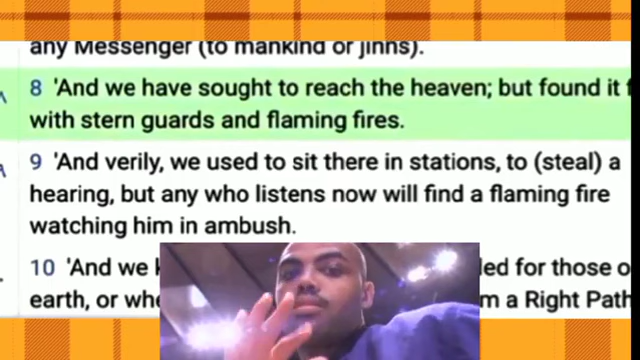 any Messenger (to mankind or jinns).
8 'And we have sought to reach the heaven; but found it
with stern guards and flaming fires.
9 'And verily, we used to sit there in stations, to (steal) a
hearing, but any who listens now will find a flaming fire
watching him in ambush.
10 'And we for those
earth, or a Right Path